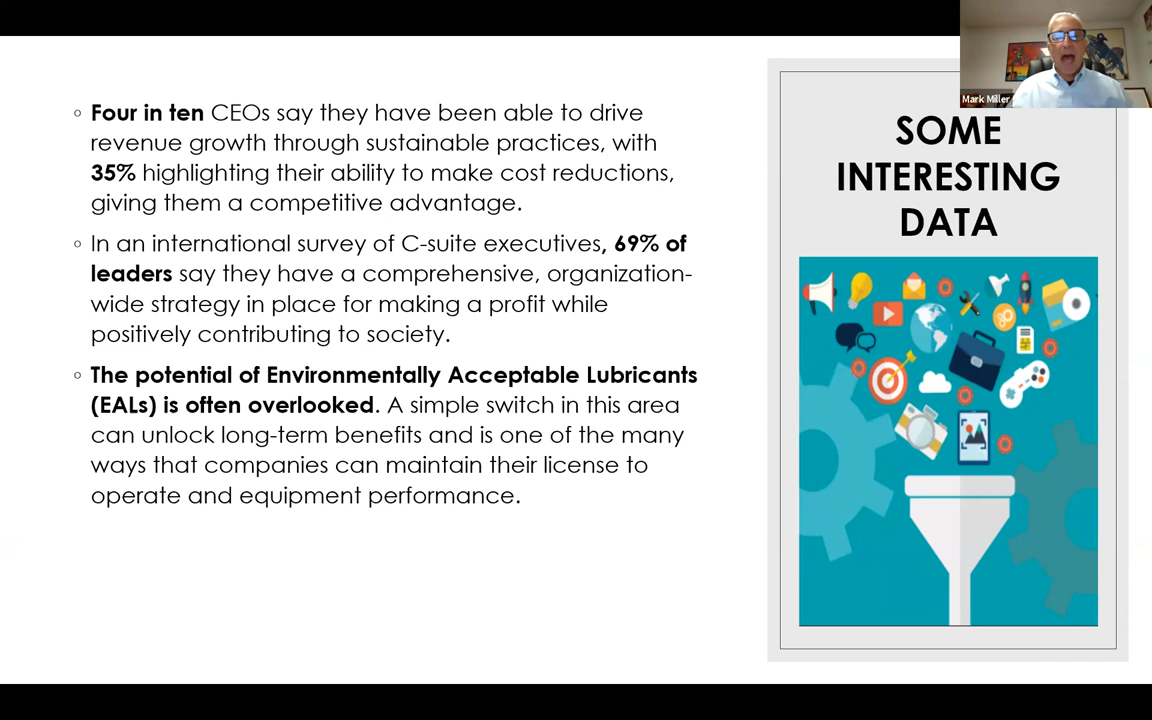 Mark Miller
SOME
INTERESTING
DATA
◦ Four in ten CEOs say they have been able to drive
revenue growth through sustainable practices, with
35% highlighting their ability to make cost reductions,
giving them a competitive advantage.
◦ In an international survey of C-suite executives, 69% of
leaders say they have a comprehensive, organization-
wide strategy in place for making a profit while
positively contributing to society.
◦ The potential of Environmentally Acceptable Lubricants
(EALs) is often overlooked. A simple switch in this area
can unlock long-term benefits and is one of the many
ways that companies can maintain their license to
operate and equipment performance.